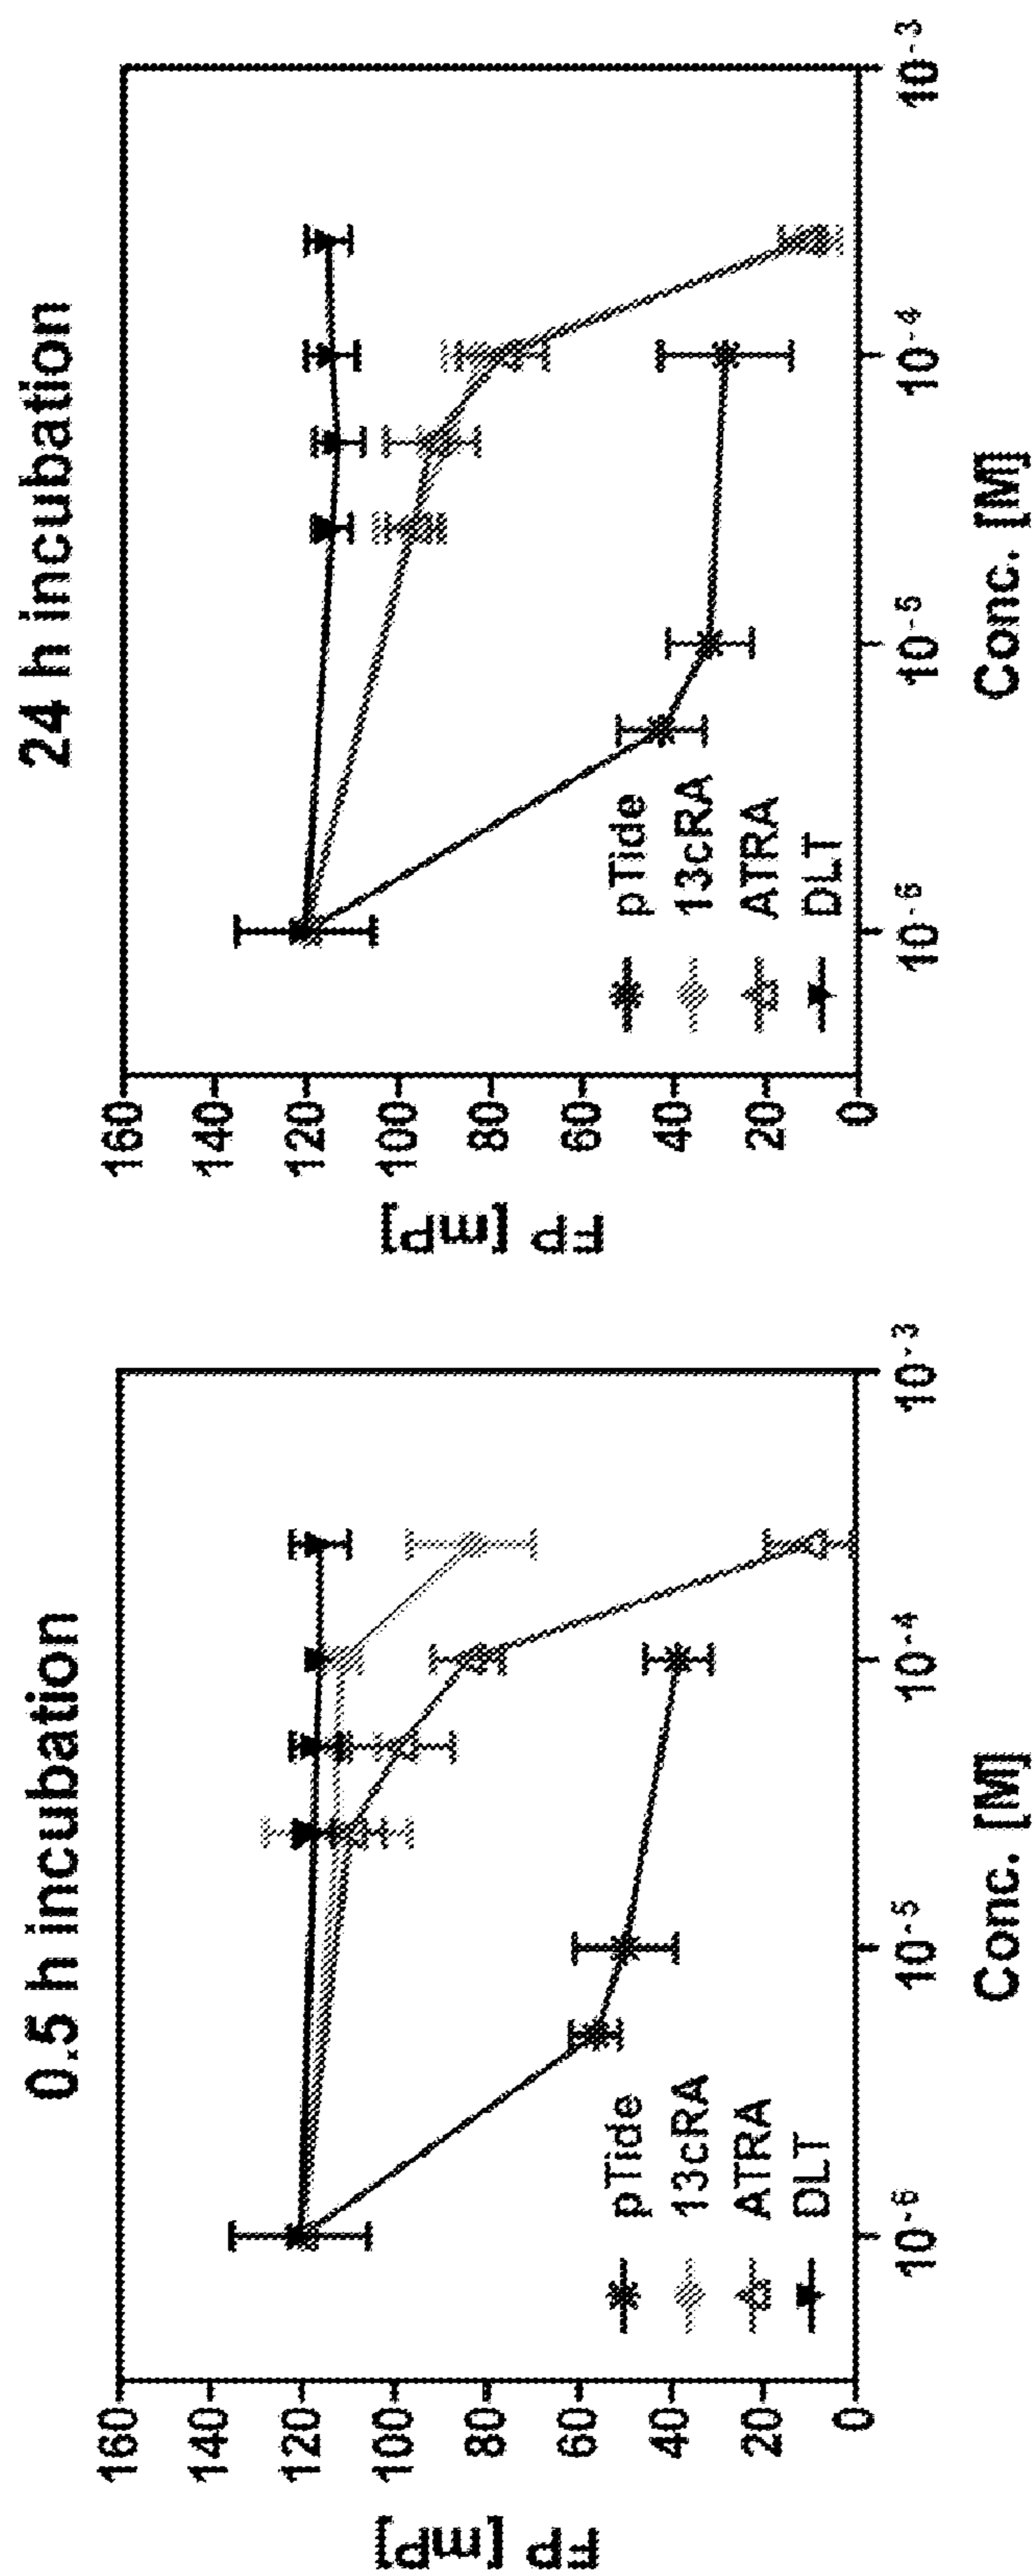 0.5 h incubation
FP [mP]
160
140
120
100
80
60
40
20
0
pTide
13cRA
ATRA
DLT
10-6
10-5
10-4
10-3
Conc. [M]
24 h incubation
FP [mP]
160
140
120
100
80
60
40
20
0
pTide
13cRA
ATRA
DLT
10-6
10-5
10-4
10-3
Conc. [M]